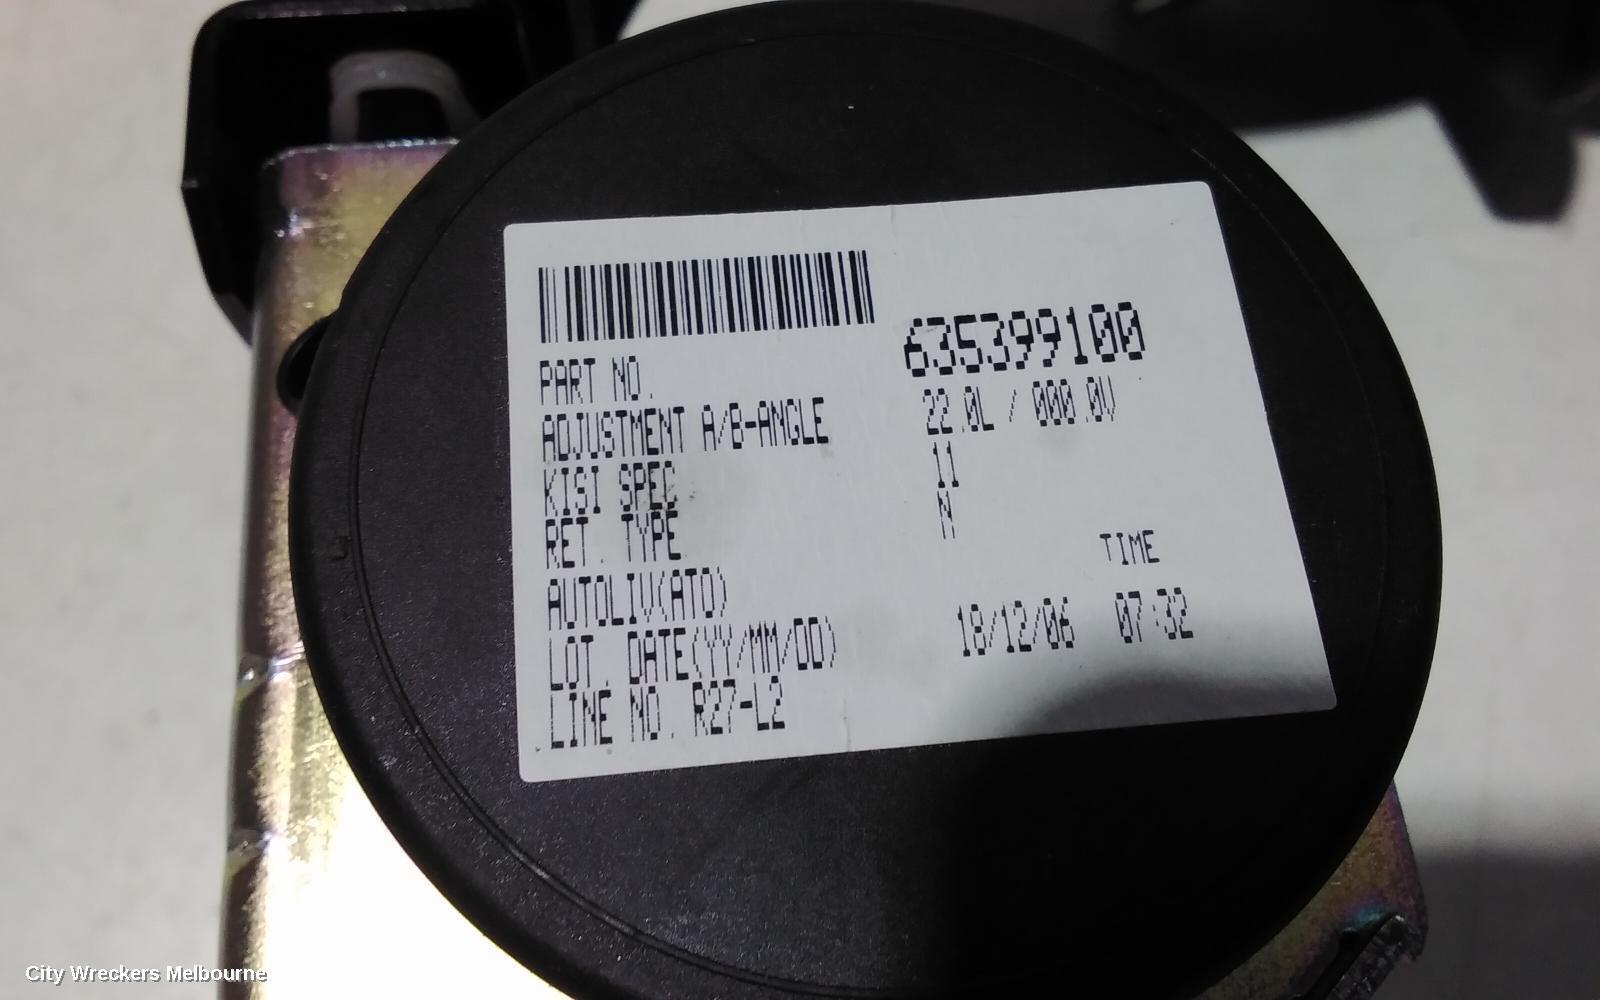 PART NO. 635399100
ADJUSTMENT A/B-ANGLE 22.0L / 000.0V
KISI SPEC 11
RET. TYPE N
AUTOLIV(ATO) TIME
LOT. DATE(YY/MM/DD) 18/12/06 07:32
LINE NO. R27-L2
City Wreckers Melbourne